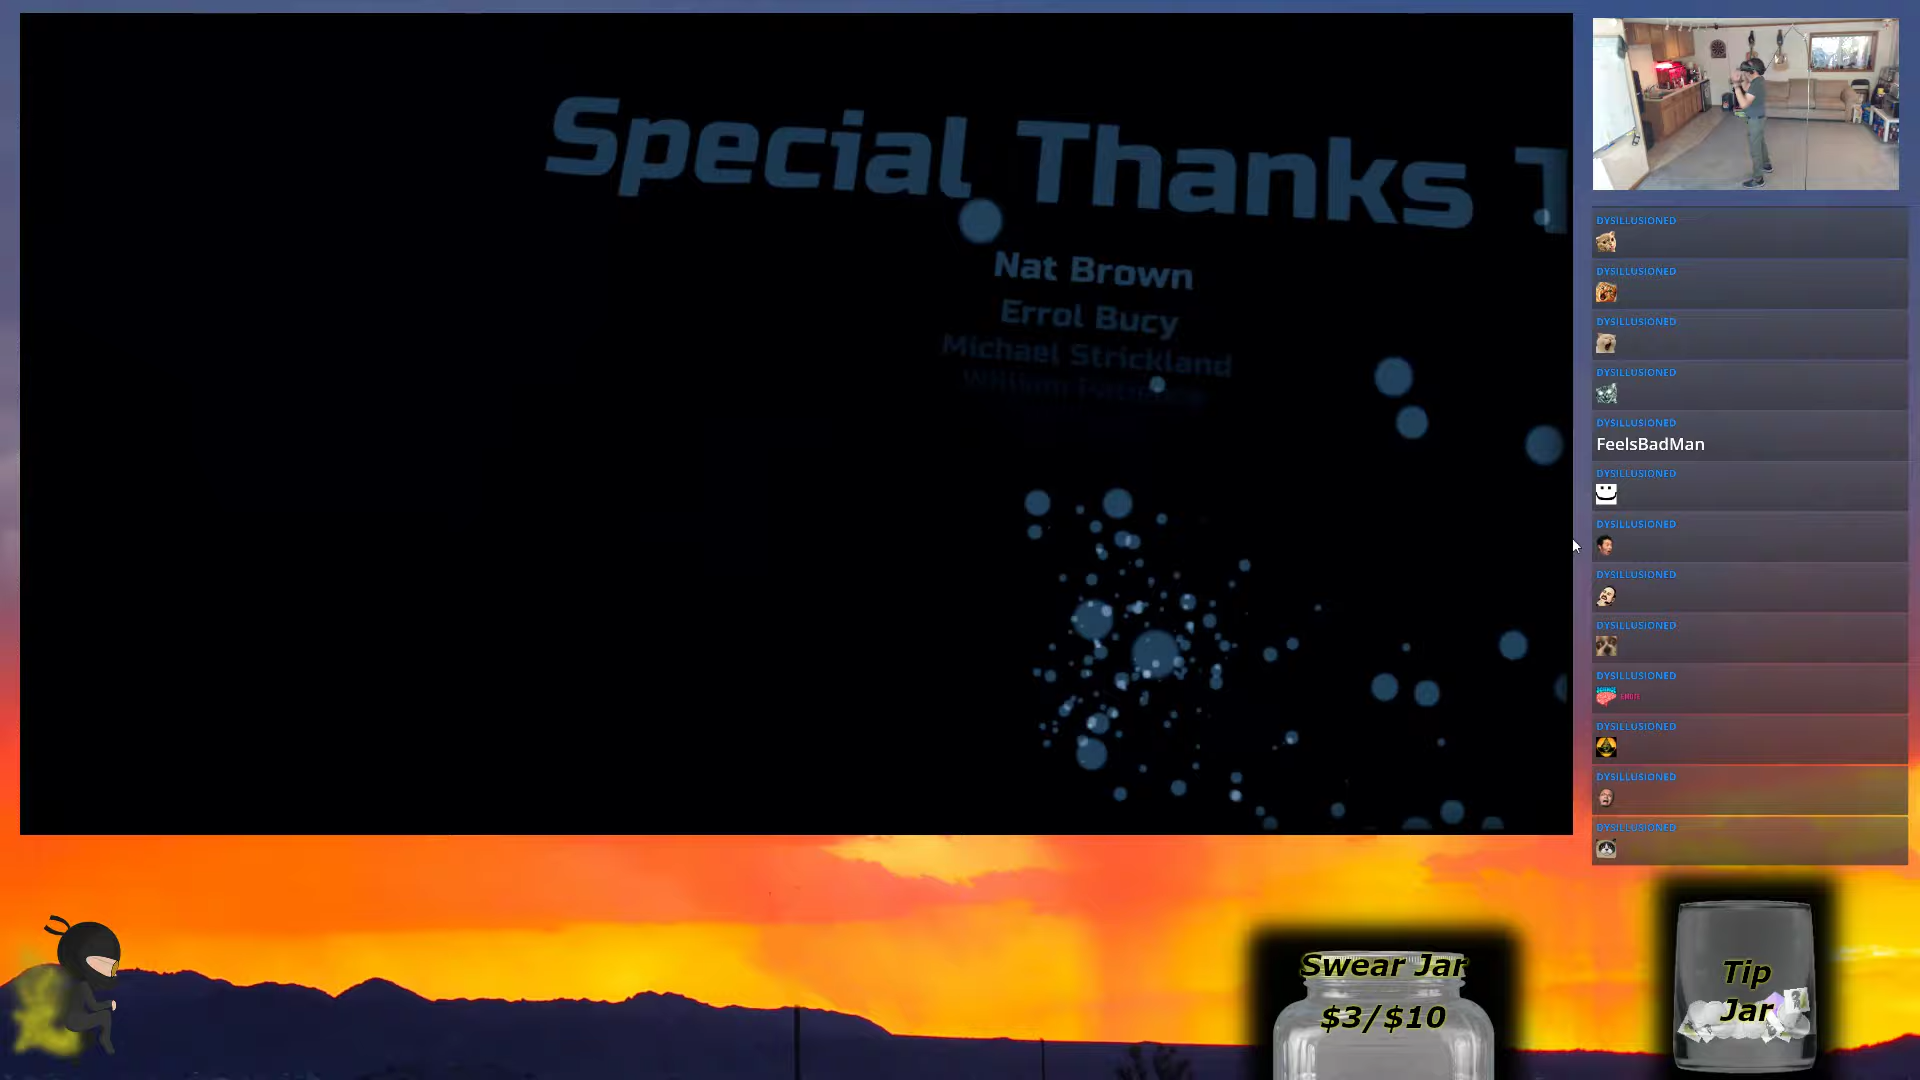 Special Thanks T
Nat Brown
Errol Bucy
Michael Strickland
William
DYSILLUSIONED
DYSILLUSIONED
DYSILLUSIONED
DYSILLUSIONED
DYSILLUSIONED
FeelsBadMan
DYSILLUSIONED
DYSILLUSIONED
DYSILLUSIONED
DYSILLUSIONED
DYSILLUSIONED
DYSILLUSIONED
DYSILLUSIONED
DYSILLUSIONED
Swear Jar
$3/$10
Tip
Jar